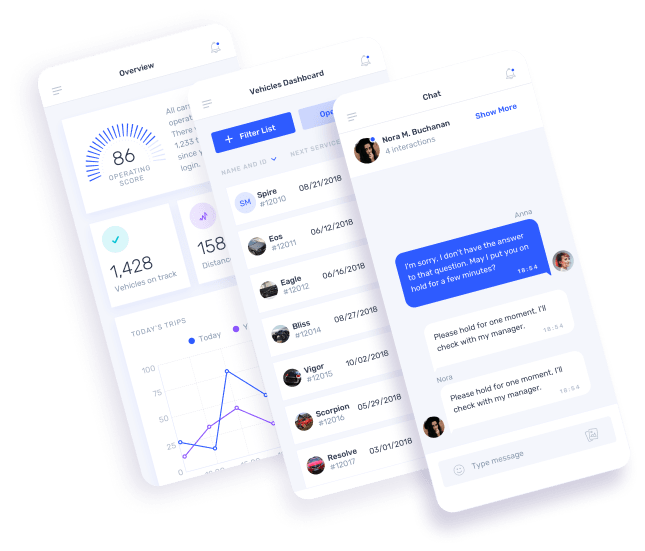 Overview
86
OPERATING
SCORE
All cars
operat
There
1,233
since y
login.
1,428
Vehicles on track
158
Distance
TODAY'S TRIPS
Today
Y
100
75
50
25
0
Vehicles Dashboard
Filter List
Ope
NAME AND ID
NEXT SERVICE
SM
Spire
#12010
08/21/2018
Eos
#12011
06/12/2018
Eagle
#12012
06/16/2018
Bliss
#12014
08/27/2018
Vigor
#12015
10/02/2018
Scorpion
#12016
05/29/2018
Resolve
#12017
03/01/2018
Chat
Nora M. Buchanan
4 interactions
Show More
Anna
I'm sorry. I don't have the answer
to that question. May I put you on
hold for a few minutes?
18:54
Please hold for one moment, I'll
check with my manager.
18:54
Nora
Please hold for one moment, I'll
check with my manager.
18:54
Type message